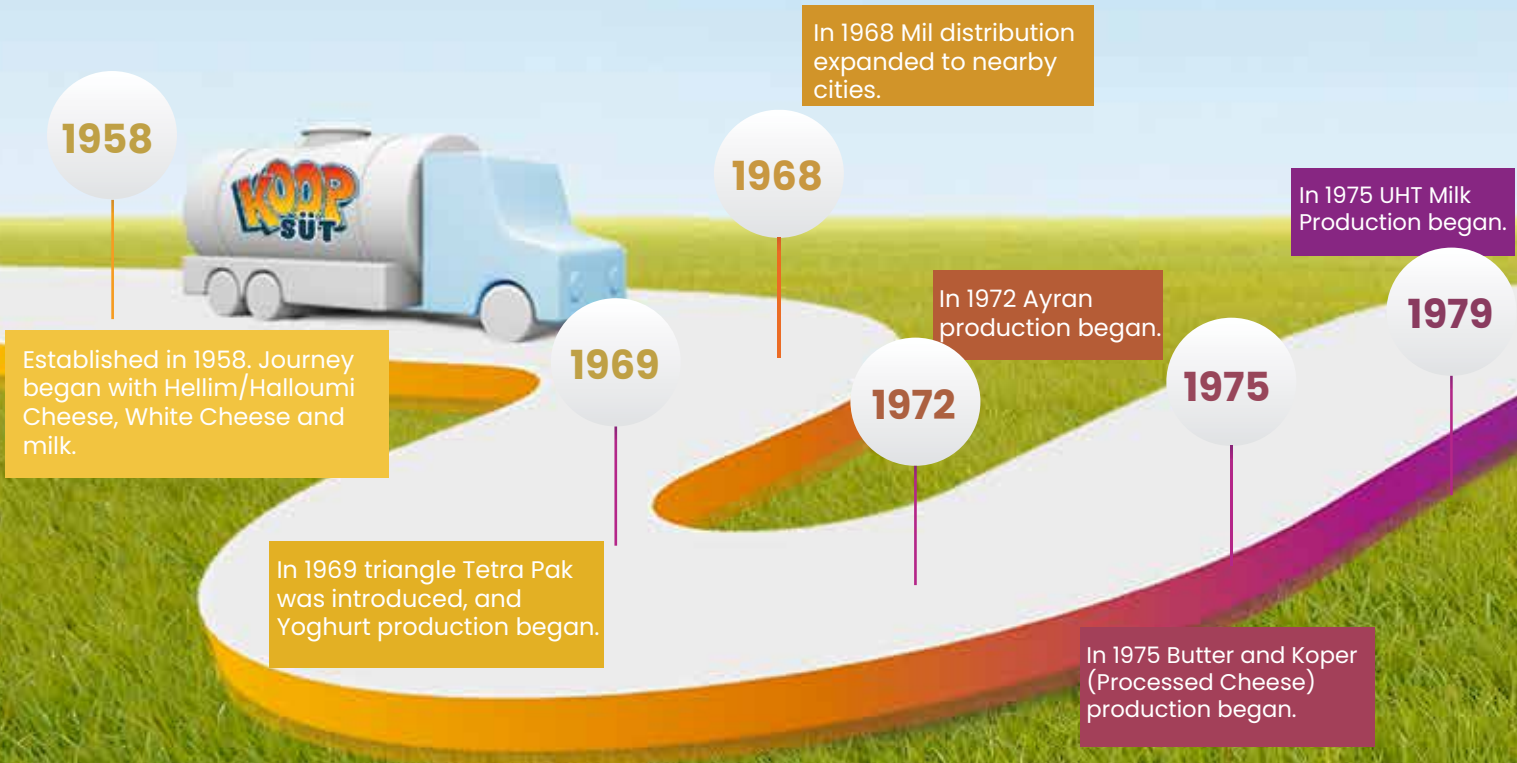 1958
KOOP
SÜT
Established in 1958. Journey
began with Hellim/Halloumi
Cheese, White Cheese and
milk.
In 1968 Mil distribution
expanded to nearby
cities.
1968
1969
In 1969 triangle Tetra Pak
was introduced, and
Yoghurt production began.
In 1972 Ayran
production began.
1972
1975
In 1975 Butter and Koper
(Processed Cheese)
production began.
In 1975 UHT Milk
Production began.
1979